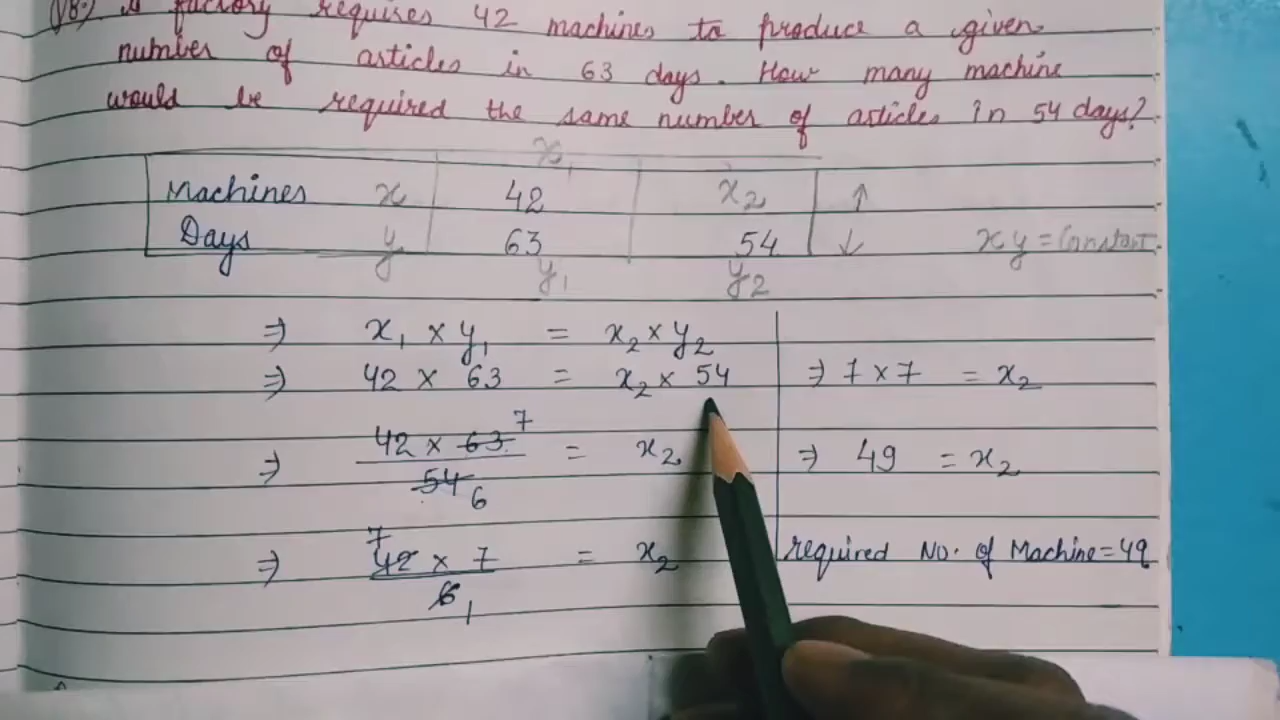 (18.) A factory requires 42 machines to produce a given
number of articles in 63 days. How many machine
would be required the same number of articles in 54 days?
x1
Machines x 42 x2 ↑
Days y 63 54 ↓ xy = Constant
y1 y2
⇒ x1 × y1 = x2 × y2
⇒ 42 × 63 = x2 × 54
⇒ 42 × 63 7 / 54 6 = x2
⇒ 7 42 × 7 / 6 1 = x2
⇒ 7 × 7 = x2
⇒ 49 = x2
required No. of Machine = 49